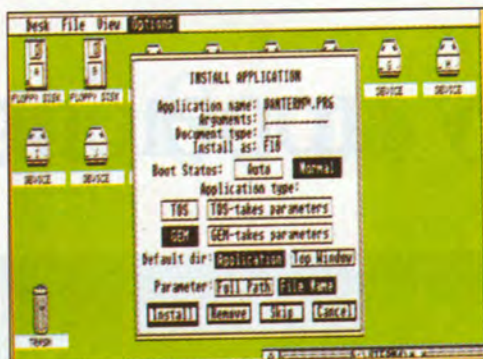 Desk File View Options
FLOPPY DISK FLOPPY DISK DEVICE DEVICE
DEVICE DEVICE
TRASH
INSTALL APPLICATION
Application name: .PRG
Arguments:
Document type:
Install as: F10
Boot Status: Auto Normal
Application type:
TOS TOS-takes parameters
GEM GEM-takes parameters
Default dir: Application Top Window
Parameter: Full Path File Name
Install Remove Skip Cancel